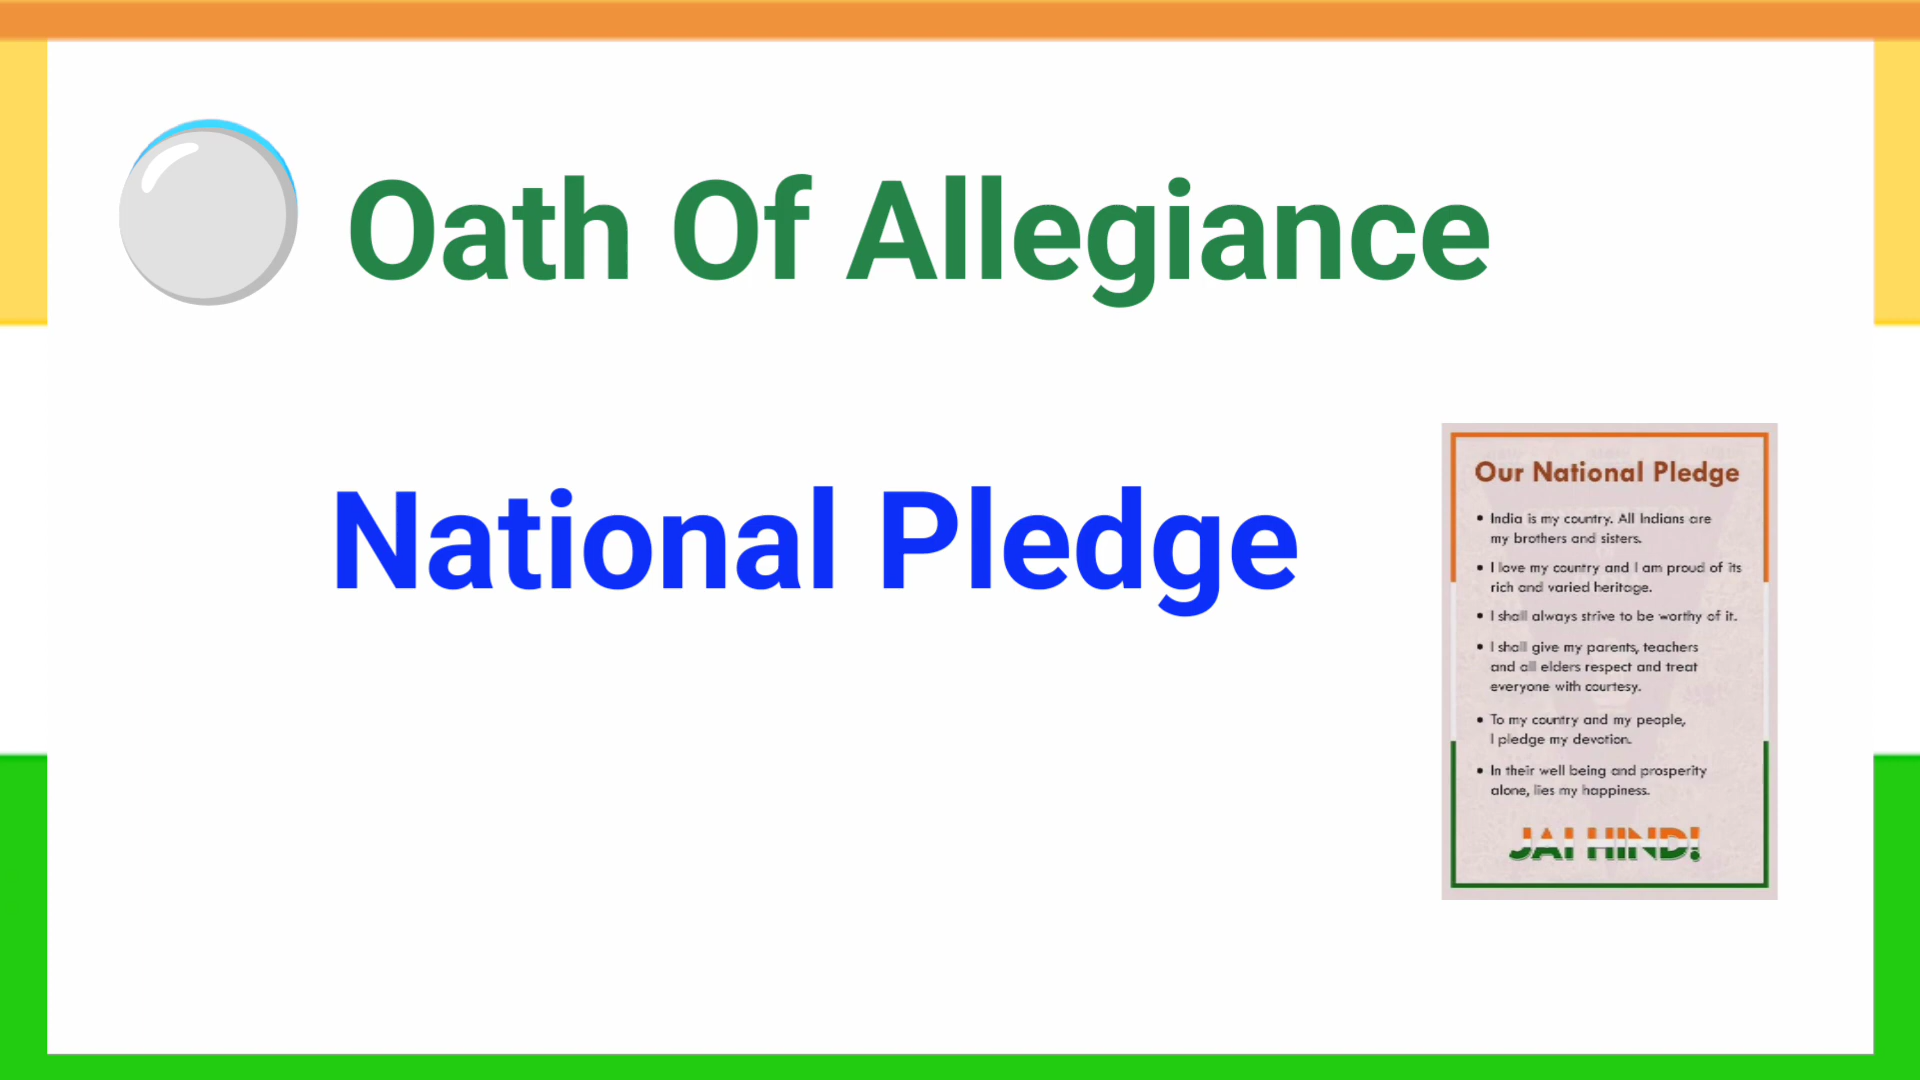 Oath Of Allegiance
National Pledge
Our National Pledge
• India is my country. All Indians are
my brothers and sisters.
• I love my country and I am proud of its
rich and varied heritage.
• I shall always strive to be worthy of it.
• I shall give my parents, teachers
and all elders respect and treat
everyone with courtesy.
• To my country and my people,
I pledge my devotion.
• In their well being and prosperity
alone, lies my happiness.
JAI HIND!